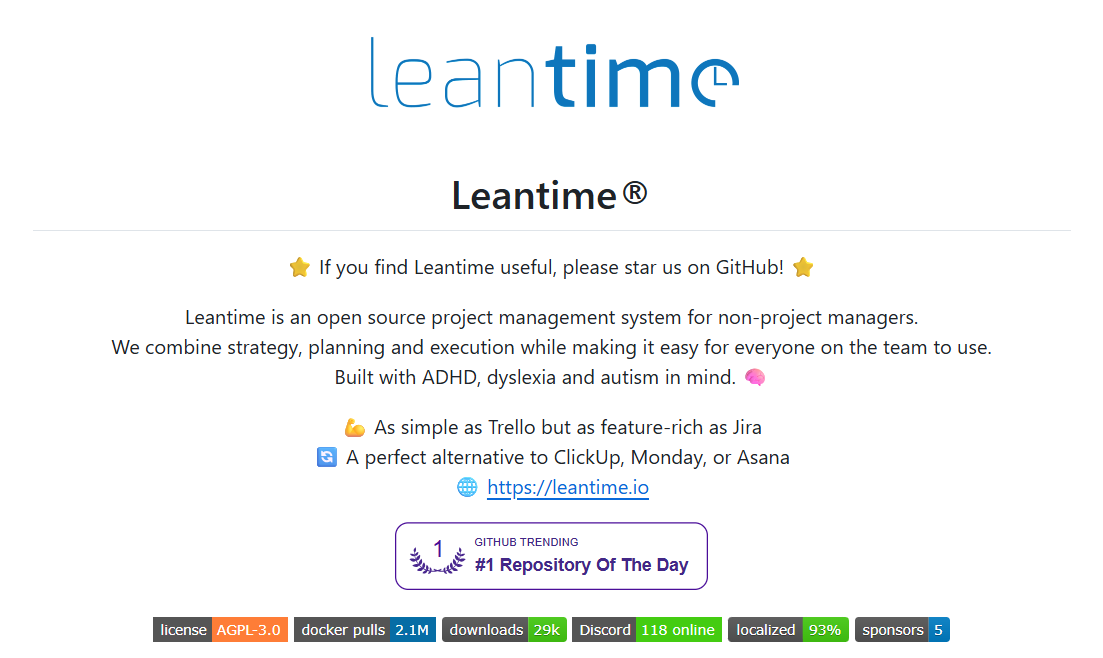 leantime
Leantime®
⭐ If you find Leantime useful, please star us on GitHub! ⭐
Leantime is an open source project management system for non-project managers.
We combine strategy, planning and execution while making it easy for everyone on the team to use.
Built with ADHD, dyslexia and autism in mind. 🧠
💪 As simple as Trello but as feature-rich as Jira
🔄 A perfect alternative to ClickUp, Monday, or Asana
🌐 https://leantime.io
1 GITHUB TRENDING
#1 Repository Of The Day
license AGPL-3.0 docker pulls 2.1M downloads 29k Discord 118 online localized 93% sponsors 5